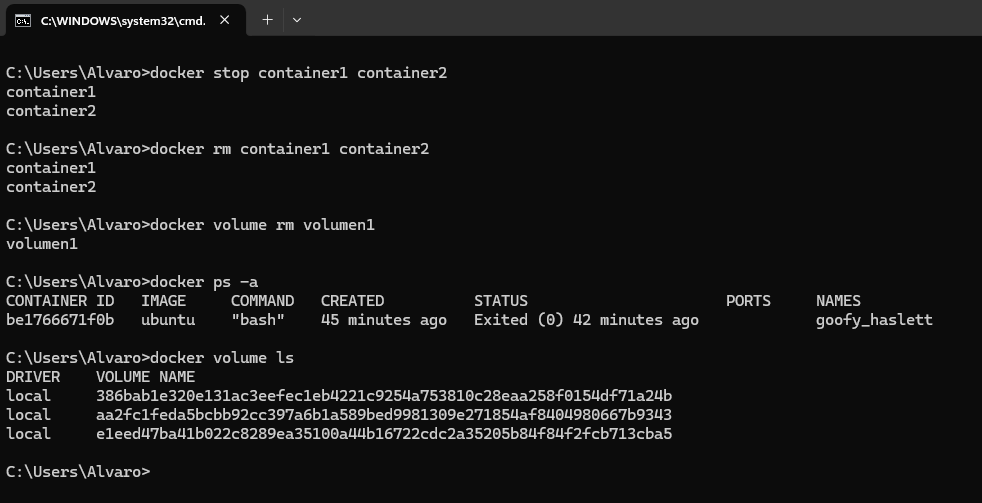 C:\WINDOWS\system32\cmd.
C:\Users\Alvaro>docker stop container1 container2
container1
container2
C:\Users\Alvaro>docker rm container1 container2
container1
container2
C:\Users\Alvaro>docker volume rm volumen1
volumen1
C:\Users\Alvaro>docker ps -a
CONTAINER ID   IMAGE     COMMAND   CREATED          STATUS                      PORTS     NAMES
be1766671f0b   ubuntu    "bash"    45 minutes ago   Exited (0) 42 minutes ago             goofy_haslett
C:\Users\Alvaro>docker volume ls
DRIVER    VOLUME NAME
local     386bab1e320e131ac3eefec1eb4221c9254a753810c28eaa258f0154df71a24b
local     aa2fc1feda5bcbb92cc397a6b1a589bed9981309e271854af8404980667b9343
local     e1eed47ba41b022c8289ea35100a44b16722cdc2a35205b84f84f2fcb713cba5
C:\Users\Alvaro>